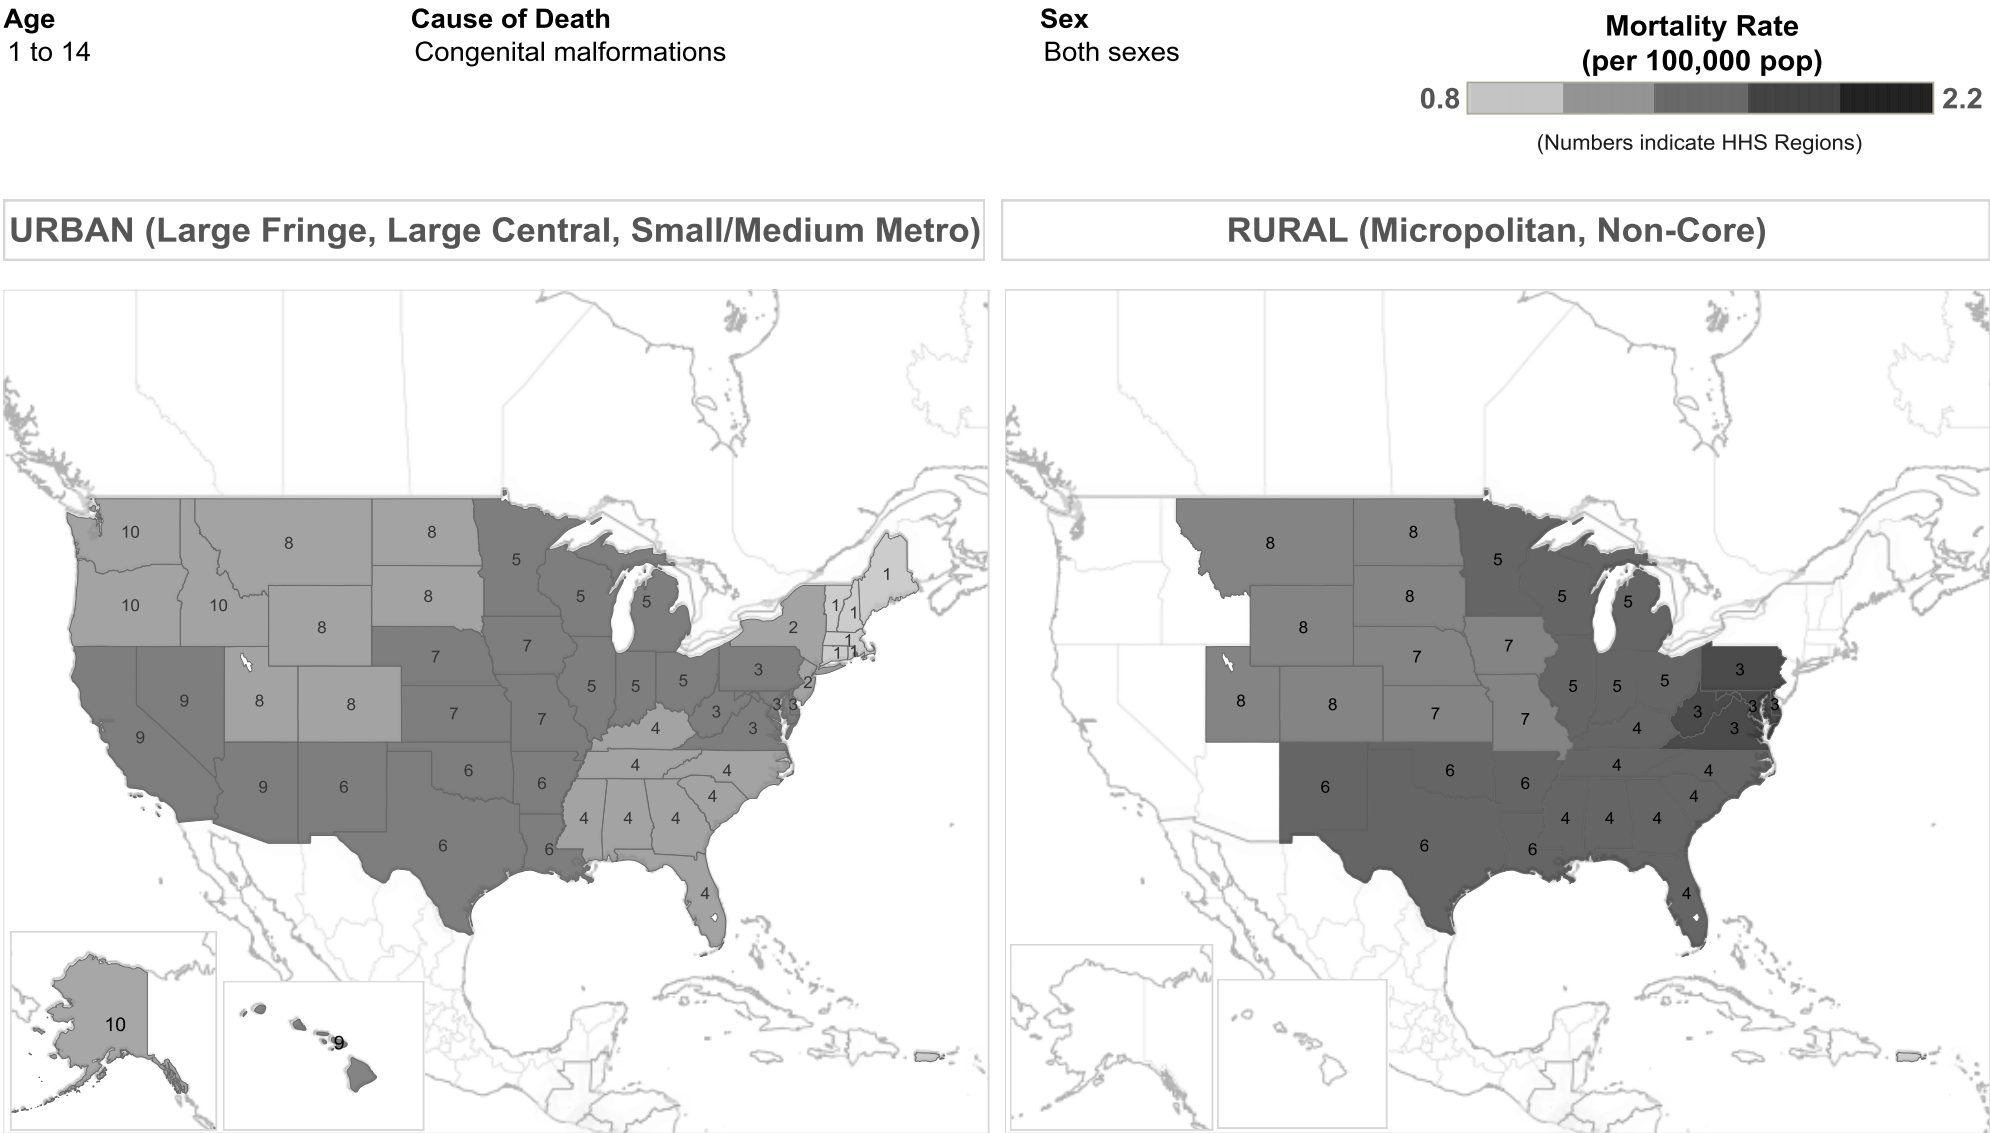 Age
1 to 14
Cause of Death
Congenital malformations
Sex
Both sexes
Mortality Rate
(per 100,000 pop)
0.8 2.2
(Numbers indicate HHS Regions)
URBAN (Large Fringe, Large Central, Small/Medium Metro)
10 8 8
5
1
10 10 8 5 5 1 1
8 2
7 7 1
1 1
3
9 8 8 7 7 5 5 5 2
3 3 3
9 3
4
9 6 6 6 4 4
4
4 4 4
6 6
4
10
9
RURAL (Micropolitan, Non-Core)
8 8
5
8 5 5
8
7 7
3
8 8 7 7 5 5 5
3 3 3
4 3
6 6 6 4 4
4
4 4 4
6 6
4